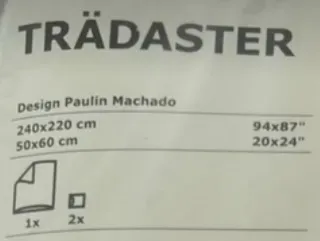 TRÄDASTER
Design Paulin Machado
240x220 cm 94x87"
50x60 cm 20x24"
1x 2x